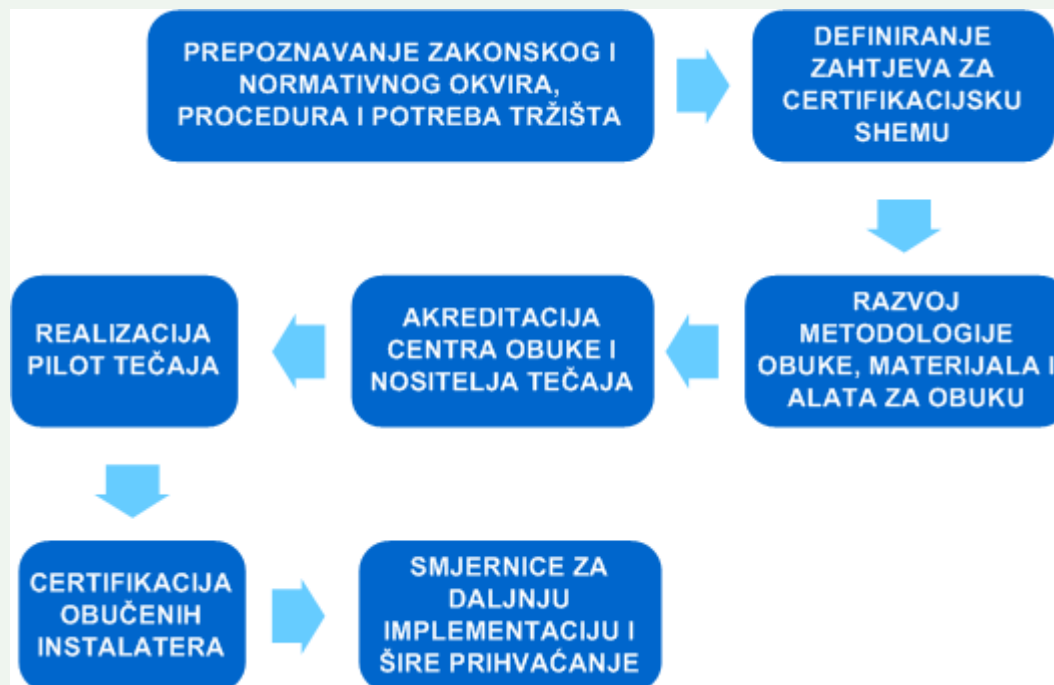 PREPOZNAVANJE ZAKONSKOG I
NORMATIVNOG OKVIRA,
PROCEDURA I POTREBA TRŽIŠTA
DEFINIRANJE
ZAHTJEVA ZA
CERTIFIKACIJSKU
SHEMU
RAZVOJ
METODOLOGIJE
OBUKE, MATERIJALA I
ALATA ZA OBUKU
AKREDITACIJA
CENTRA OBUKE I
NOSITELJA TEČAJA
REALIZACIJA
PILOT TEČAJA
CERTIFIKACIJA
OBUČENIH
INSTALATERA
SMJERNICE ZA
DALJNJU
IMPLEMENTACIJU I
ŠIRE PRIHVAĆANJE